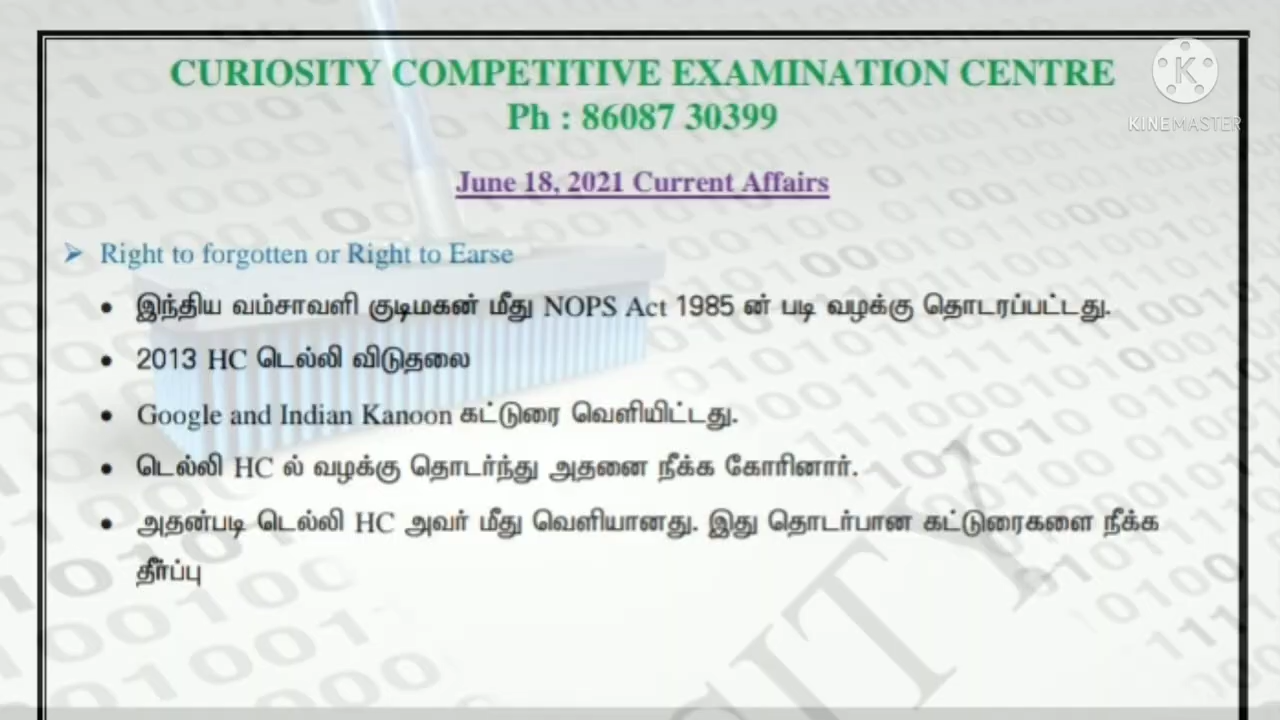 CURIOSITY COMPETITIVE EXAMINATION CENTRE
Ph : 86087 30399
K
KINEMASTER
June 18, 2021 Current Affairs
➢ Right to forgotten or Right to Earse
• இந்திய வம்சாவளி குடிமகன் மீது NOPS Act 1985 ன் படி வழக்கு தொடரப்பட்டது.
• 2013 HC டெல்லி விடுதலை
• Google and Indian Kanoon கட்டுரை வெளியிட்டது.
• டெல்லி HC ல் வழக்கு தொடர்ந்து அதனை நீக்க கோரினார்.
• அதன்படி டெல்லி HC அவர் மீது வெளியானது. இது தொடர்பான கட்டுரைகளை நீக்க
தீர்ப்பு
SITY